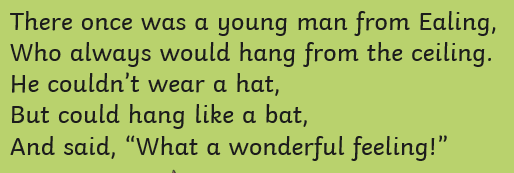 There once was a young man from Ealing,
Who always would hang from the ceiling.
He couldn't wear a hat,
But could hang like a bat,
And said, “What a wonderful feeling!”